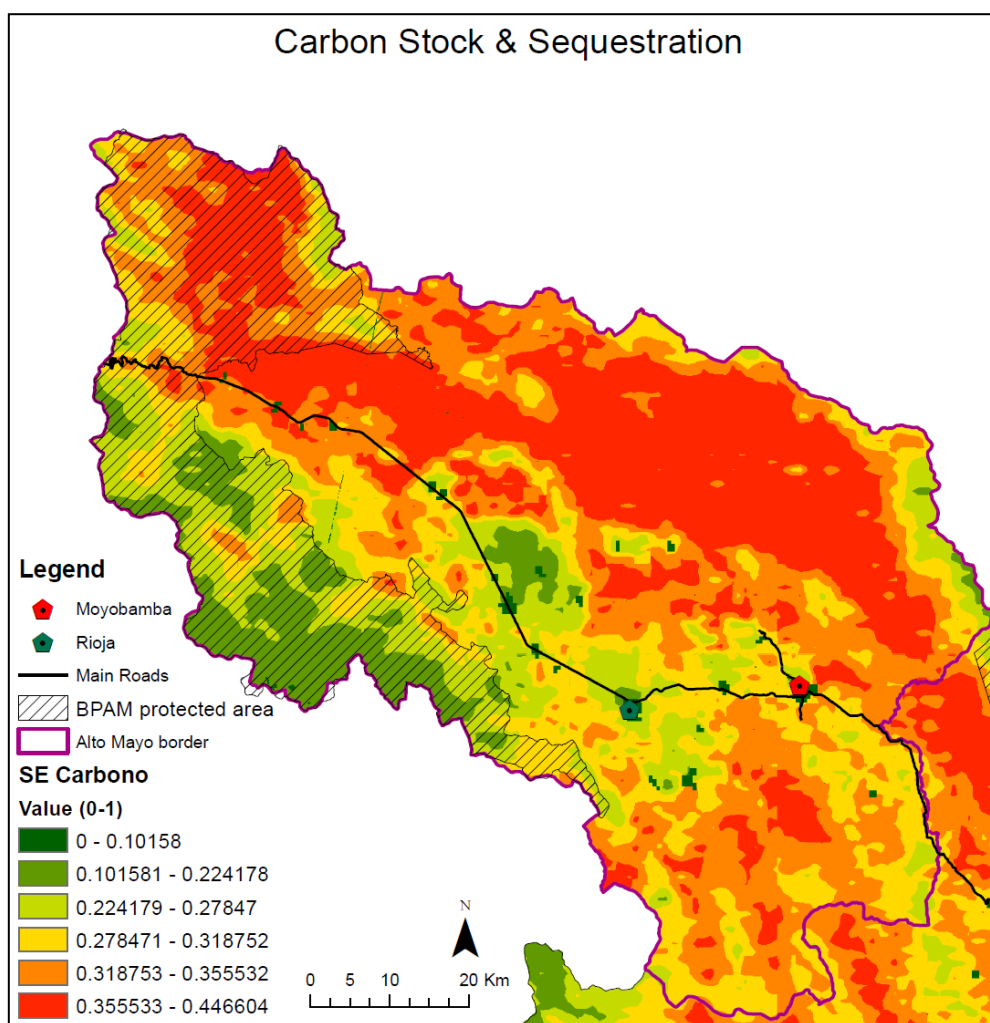 Carbon Stock & Sequestration
Legend
Moyobamba
Rioja
Main Roads
BPAM protected area
Alto Mayo border
SE Carbono
Value (0-1)
0 - 0.10158
0.101581 - 0.224178
0.224179 - 0.27847
0.278471 - 0.318752
0.318753 - 0.355532
0.355533 - 0.446604
N
0 5 10 20 Km